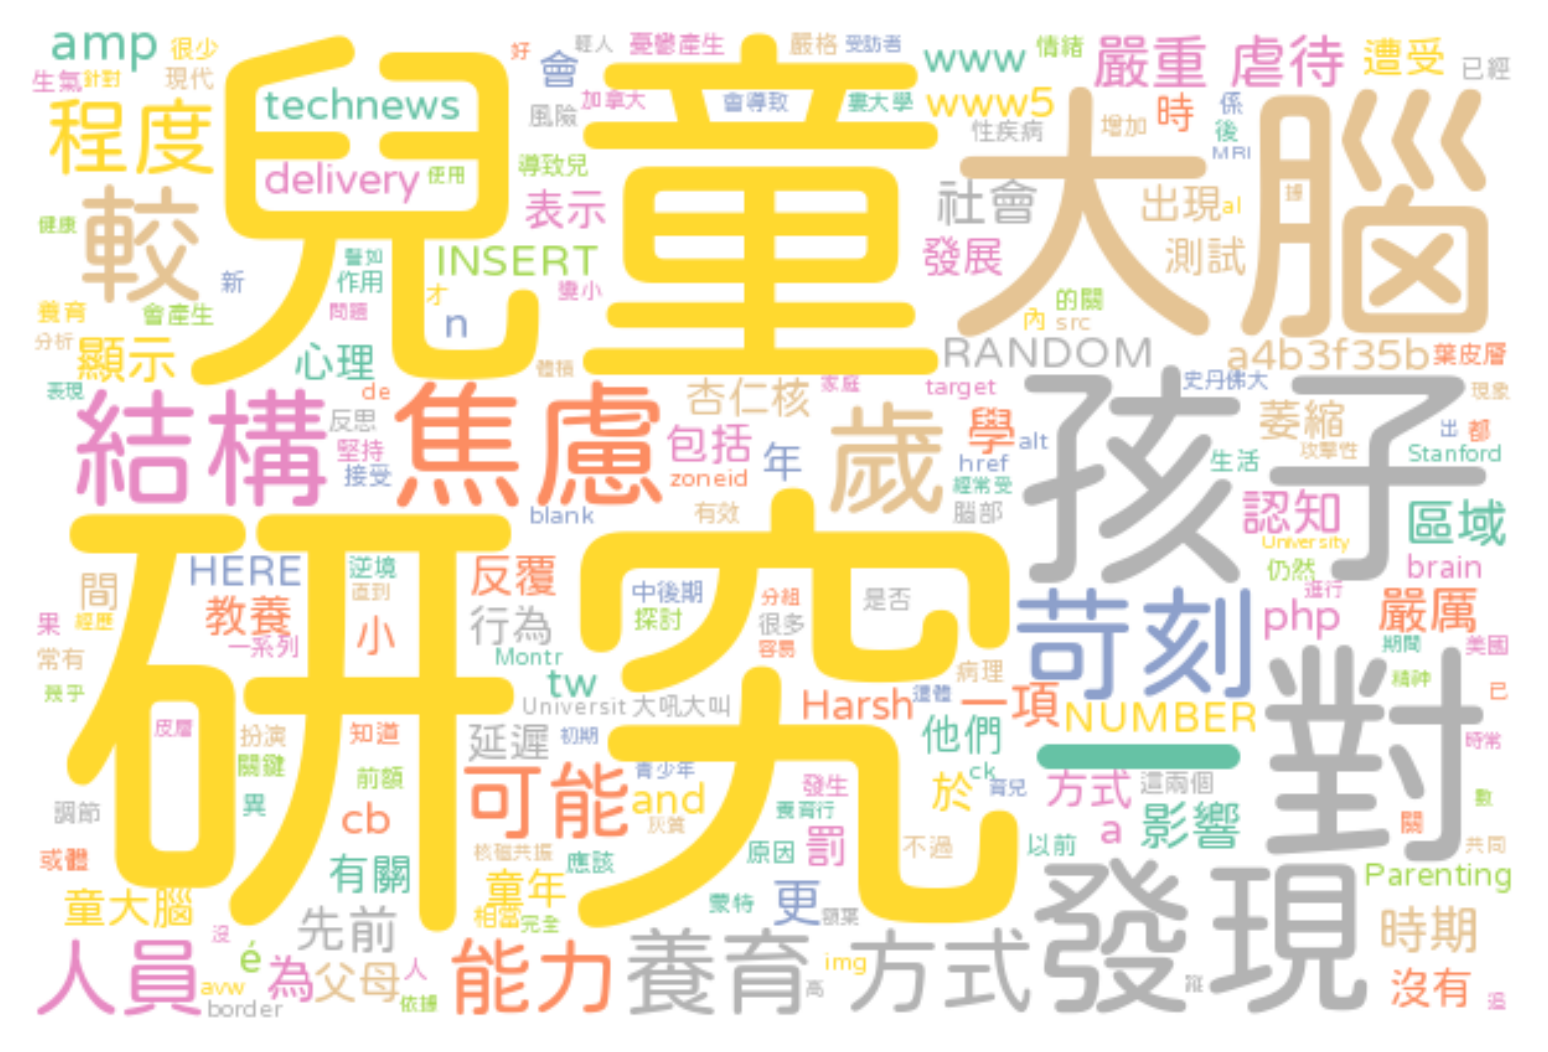 amp 很少 好 輕人 憂鬱產生 嚴格 受訪者 www 情緒 嚴重 虐待 遭受 已經
生氣 針對 現代 會 加拿大 會導致 www5 時 係
程度 兒童 technews 風險 性疾病 增加 後 大腦
delivery 使用 導致兒 MRI
較 表示 社會 出現 al 據
健康 譬如 INSERT 發展 測試
新 作用 才
養育 會產生 問題 n 的關 內 src
分析 顯示 心理 體積 RANDOM a4b3f35b 葉皮層
表現 de 杏仁核 家庭 target 史丹佛大 現象
結構 反思 焦慮 包括 歲 學 孩子 萎縮 出 都
堅持 年 alt 攻擊性
接受 zoneid href 生活 Stanford
blank 有效 經常受 腦部 認知 區域
研究 University
HERE 逆境 反覆 仍然 brain
間 直到 中後期 分組 是否 進行
果 經歷 教養 小 行為 探討 很多 苛刻 php 嚴厲
一系列 容易 期間 美國
常有 Montr 病理 對
幾乎 tw 遺體 一項 精神 已
Universit 大吼大叫 Harsh NUMBER
皮層 扮演 知道 延遲 初期 他們 一 時常
關鍵 前額 可能 青少年 ck
調節 異 and 發生 於 育兒 方式 這兩個 數
cb 灰質 養育行 a 影響 關
或體 有關 核磁共振 應該 原因 罰 不過 以前 共同
童大腦 童年 發現 Parenting
先前 相當 完全 蒙特 更 額葉 時期
人員 沒 é 為 父母 人 能力 養育 img 方式 沒有
avw 高
border 依據